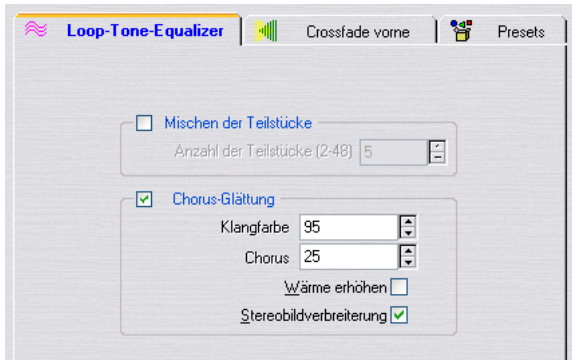 Loop-Tone-Equalizer Crossfade vorne Presets
Mischen der Teilstücke
Anzahl der Teilstücke (2-48) 5
Chorus-Glättung
Klangfarbe 95
Chorus 25
Wärme erhöhen
Stereobildverbreiterung